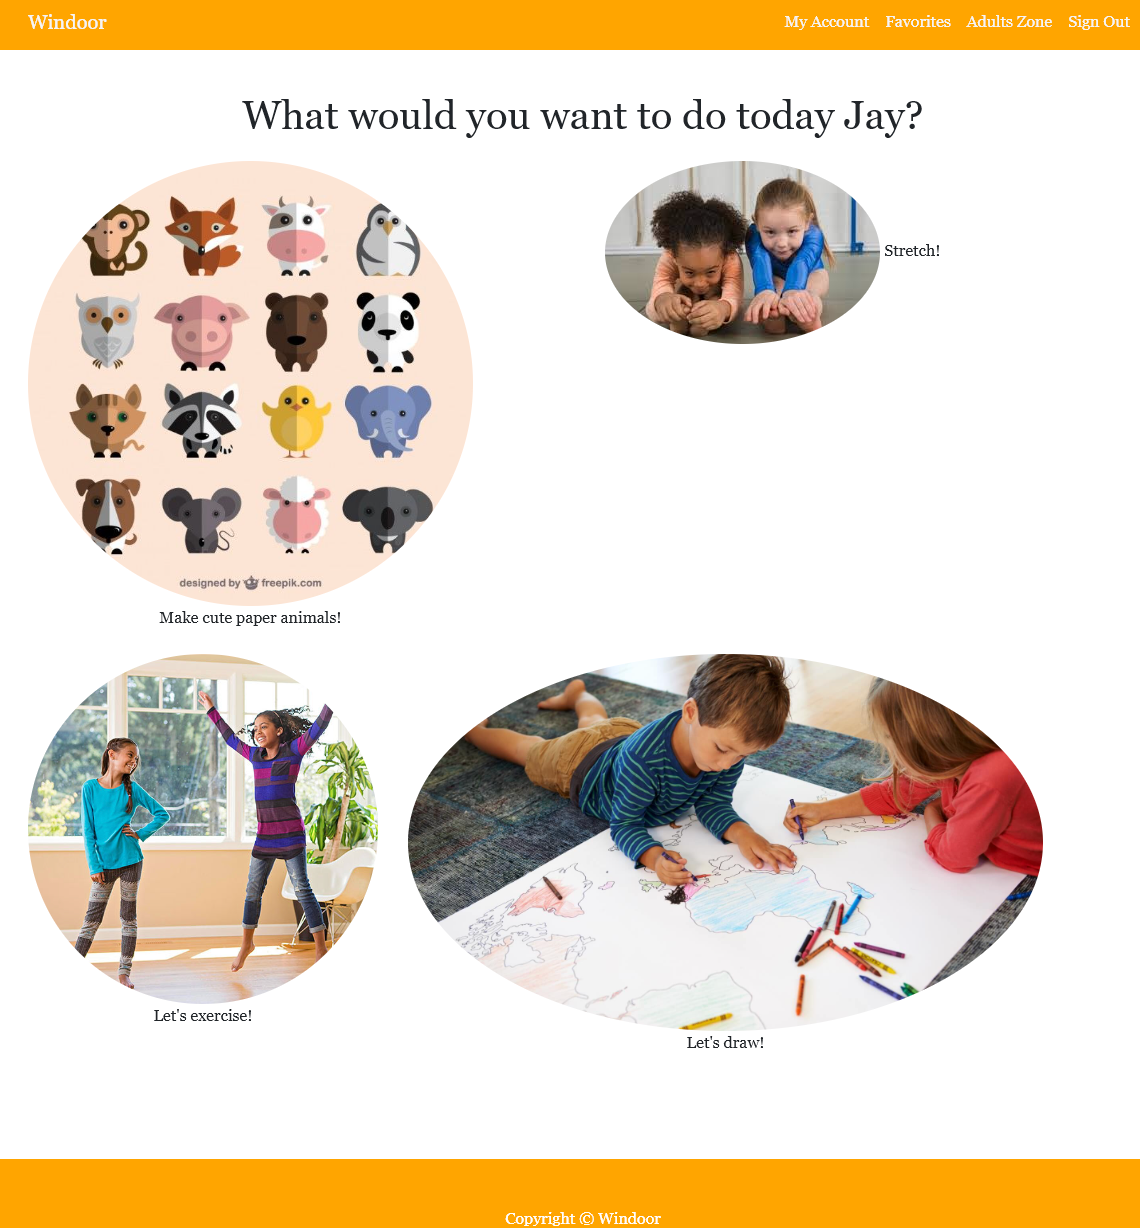 Windoor
My Account Favorites Adults Zone Sign Out
What would you want to do today Jay?
designed by freepik.com
Make cute paper animals!
Stretch!
Let's exercise!
Let's draw!
Copyright © Windoor